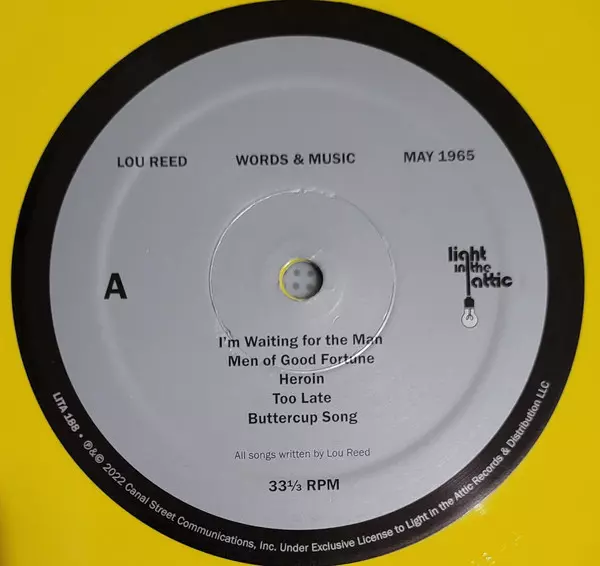 LOU REED WORDS & MUSIC MAY 1965
A
light
in the
attic
I'm Waiting for the Man
Men of Good Fortune
Heroin
Too Late
Buttercup Song
All songs written by Lou Reed
33⅓ RPM
LITA 188 • ℗&© 2022 Canal Street Communications, Inc. Under Exclusive License to Light in the Attic Records & Distribution LLC